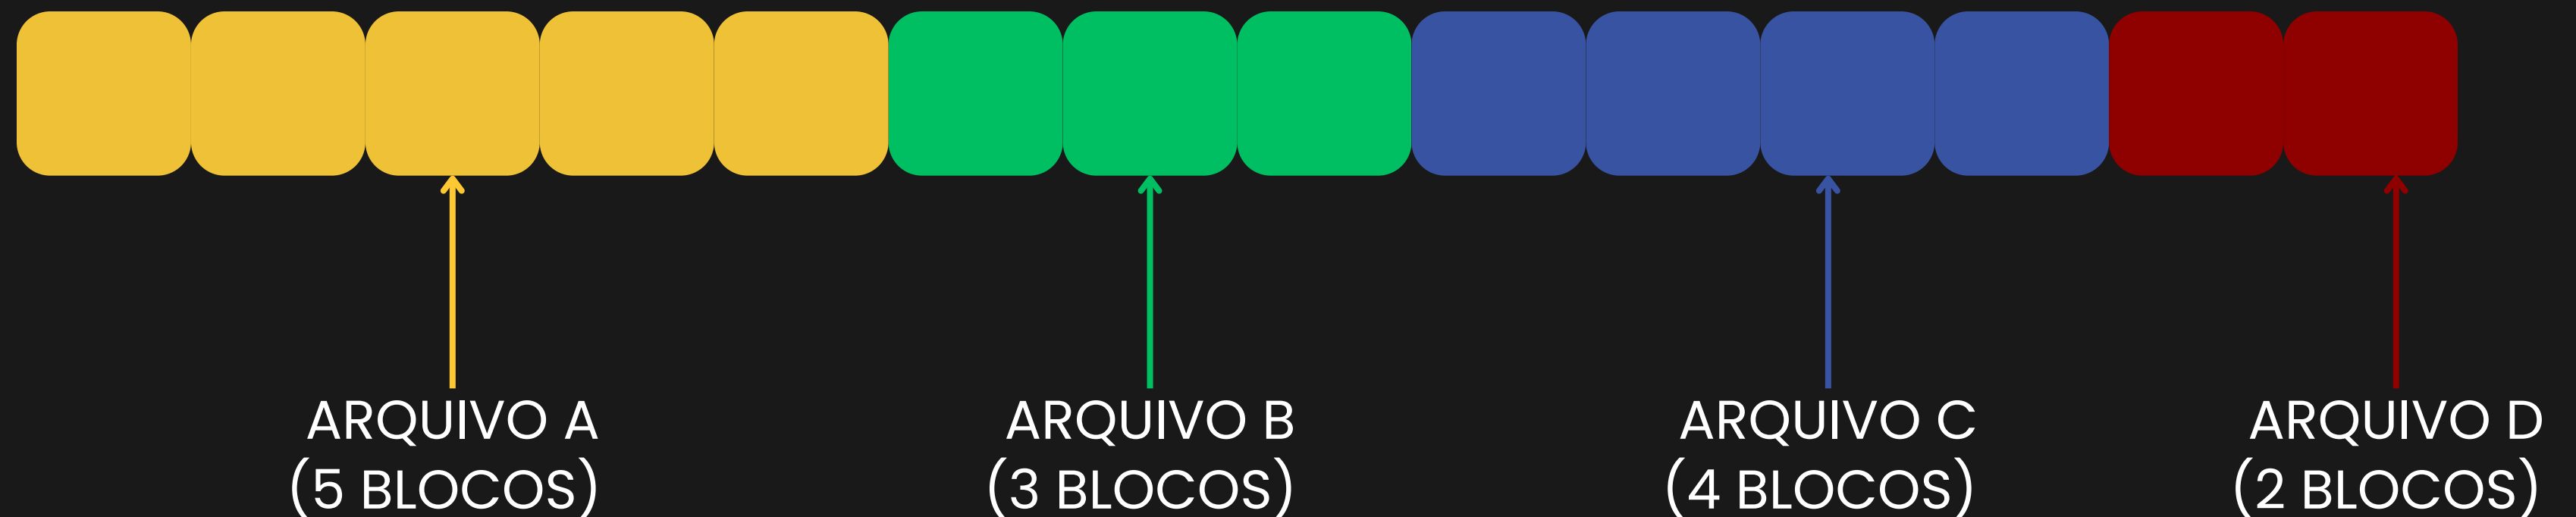 ARQUIVO A
(5 BLOCOS)
ARQUIVO B
(3 BLOCOS)
ARQUIVO C
(4 BLOCOS)
ARQUIVO D
(2 BLOCOS)